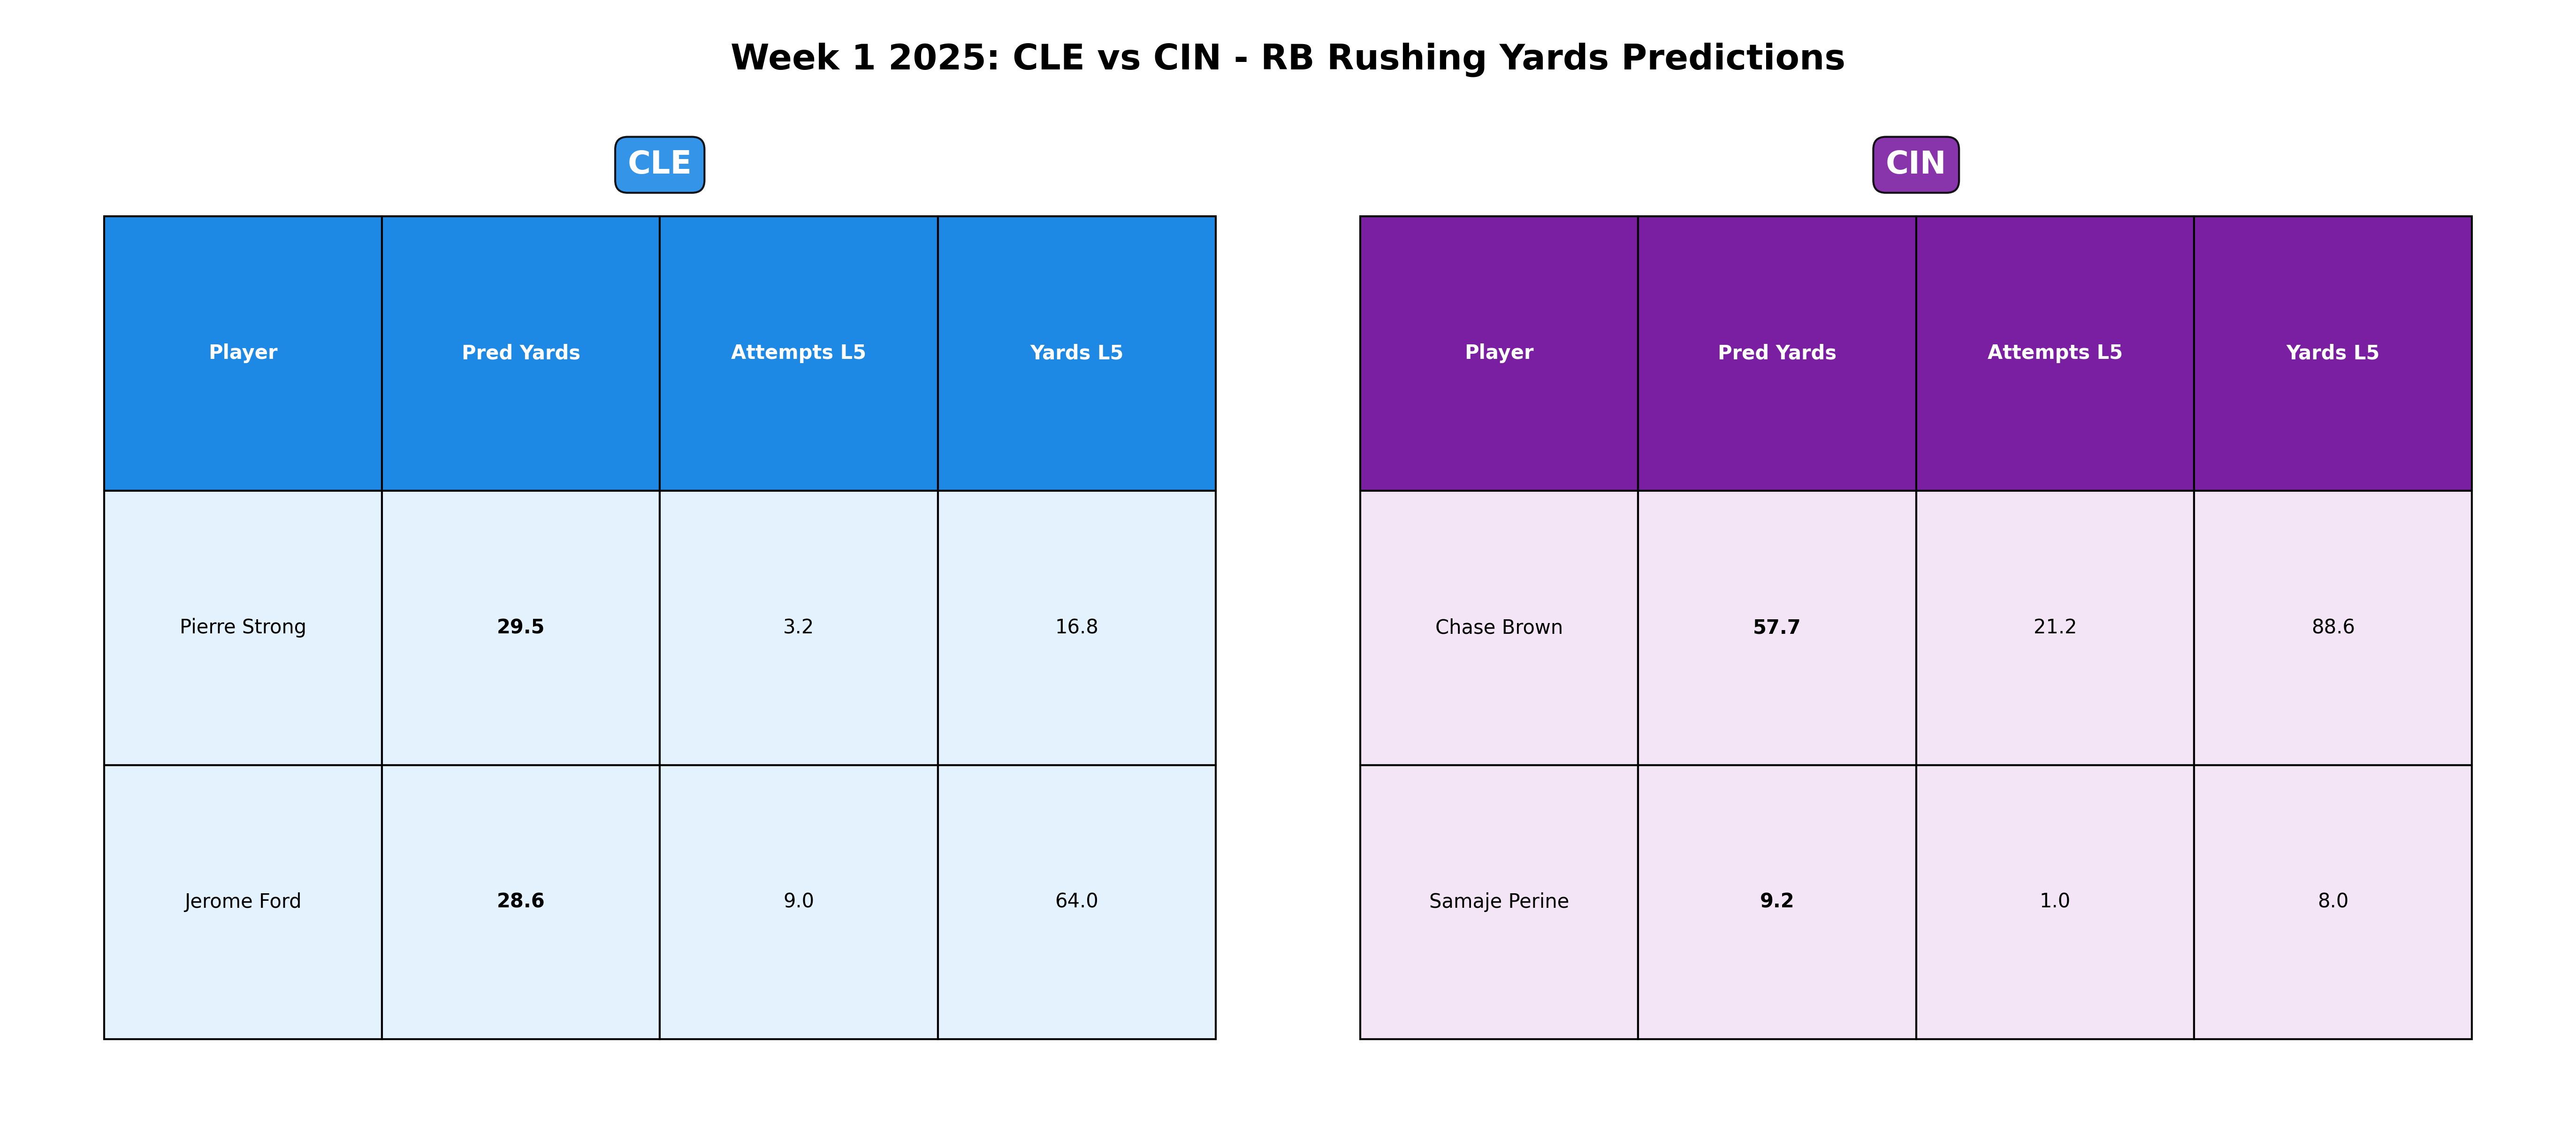 Week 1 2025: CLE vs CIN - RB Rushing Yards Predictions
CLE
Player Pred Yards Attempts L5 Yards L5
Pierre Strong 29.5 3.2 16.8
Jerome Ford 28.6 9.0 64.0
CIN
Player Pred Yards Attempts L5 Yards L5
Chase Brown 57.7 21.2 88.6
Samaje Perine 9.2 1.0 8.0